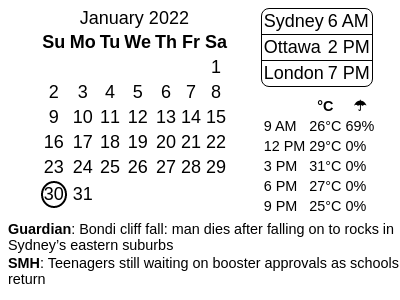 January 2022
Su Mo Tu We Th Fr Sa
1
2 3 4 5 6 7 8
9 10 11 12 13 14 15
16 17 18 19 20 21 22
23 24 25 26 27 28 29
30 31
Sydney 6 AM
Ottawa 2 PM
London 7 PM
°C ☂
9 AM 26°C 69%
12 PM 29°C 0%
3 PM 31°C 0%
6 PM 27°C 0%
9 PM 25°C 0%
Guardian: Bondi cliff fall: man dies after falling on to rocks in
Sydney’s eastern suburbs
SMH: Teenagers still waiting on booster approvals as schools
return